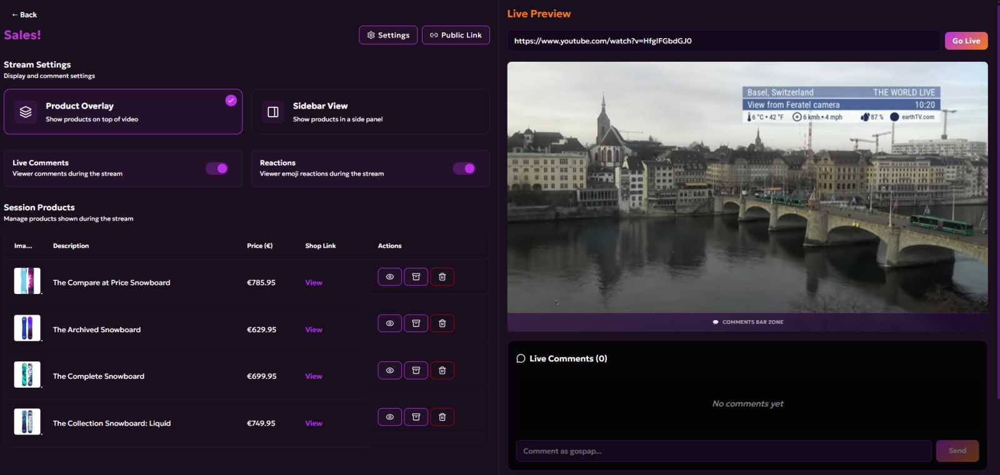 ← Back
Sales!
Settings
Public Link
Stream Settings
Display and comment settings
Product Overlay
Show products on top of video
Sidebar View
Show products in a side panel
Live Comments
Viewer comments during the stream
Reactions
Viewer emoji reactions during the stream
Session Products
Manage products shown during the stream
Ima... Description Price (€) Shop Link Actions
The Compare at Price Snowboard €785.95 View
The Archived Snowboard €629.95 View
The Complete Snowboard €699.95 View
The Collection Snowboard: Liquid €749.95 View
Live Preview
https://www.youtube.com/watch?v=HfgIFGbdGJ0 Go Live
Basel, Switzerland THE WORLD LIVE
View from Feratel camera 10:20
6 °C • 42 °F 6 kmh • 4 mph 87 % earthTV.com
COMMENTS BAR ZONE
Live Comments (0)
No comments yet
Comment as gospap... Send